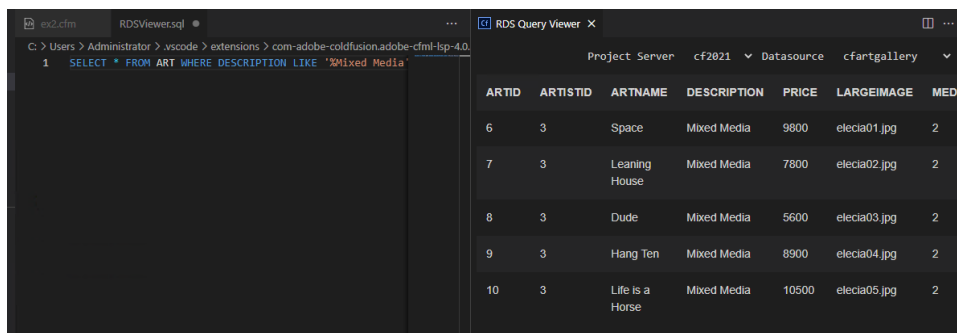 ex2.cfm RDSViewer.sql ● ···
C: > Users > Administrator > .vscode > extensions > com-adobe-coldfusion.adobe-cfml-lsp-4.0.
1 SELECT * FROM ART WHERE DESCRIPTION LIKE '%Mixed Media'
Cf RDS Query Viewer × ···
Project Server cf2021 Datasource cfartgallery
ARTID ARTISTID ARTNAME DESCRIPTION PRICE LARGEIMAGE MED
6 3 Space Mixed Media 9800 elecia01.jpg 2
7 3 Leaning Mixed Media 7800 elecia02.jpg 2
House
8 3 Dude Mixed Media 5600 elecia03.jpg 2
9 3 Hang Ten Mixed Media 8900 elecia04.jpg 2
10 3 Life is a Mixed Media 10500 elecia05.jpg 2
Horse